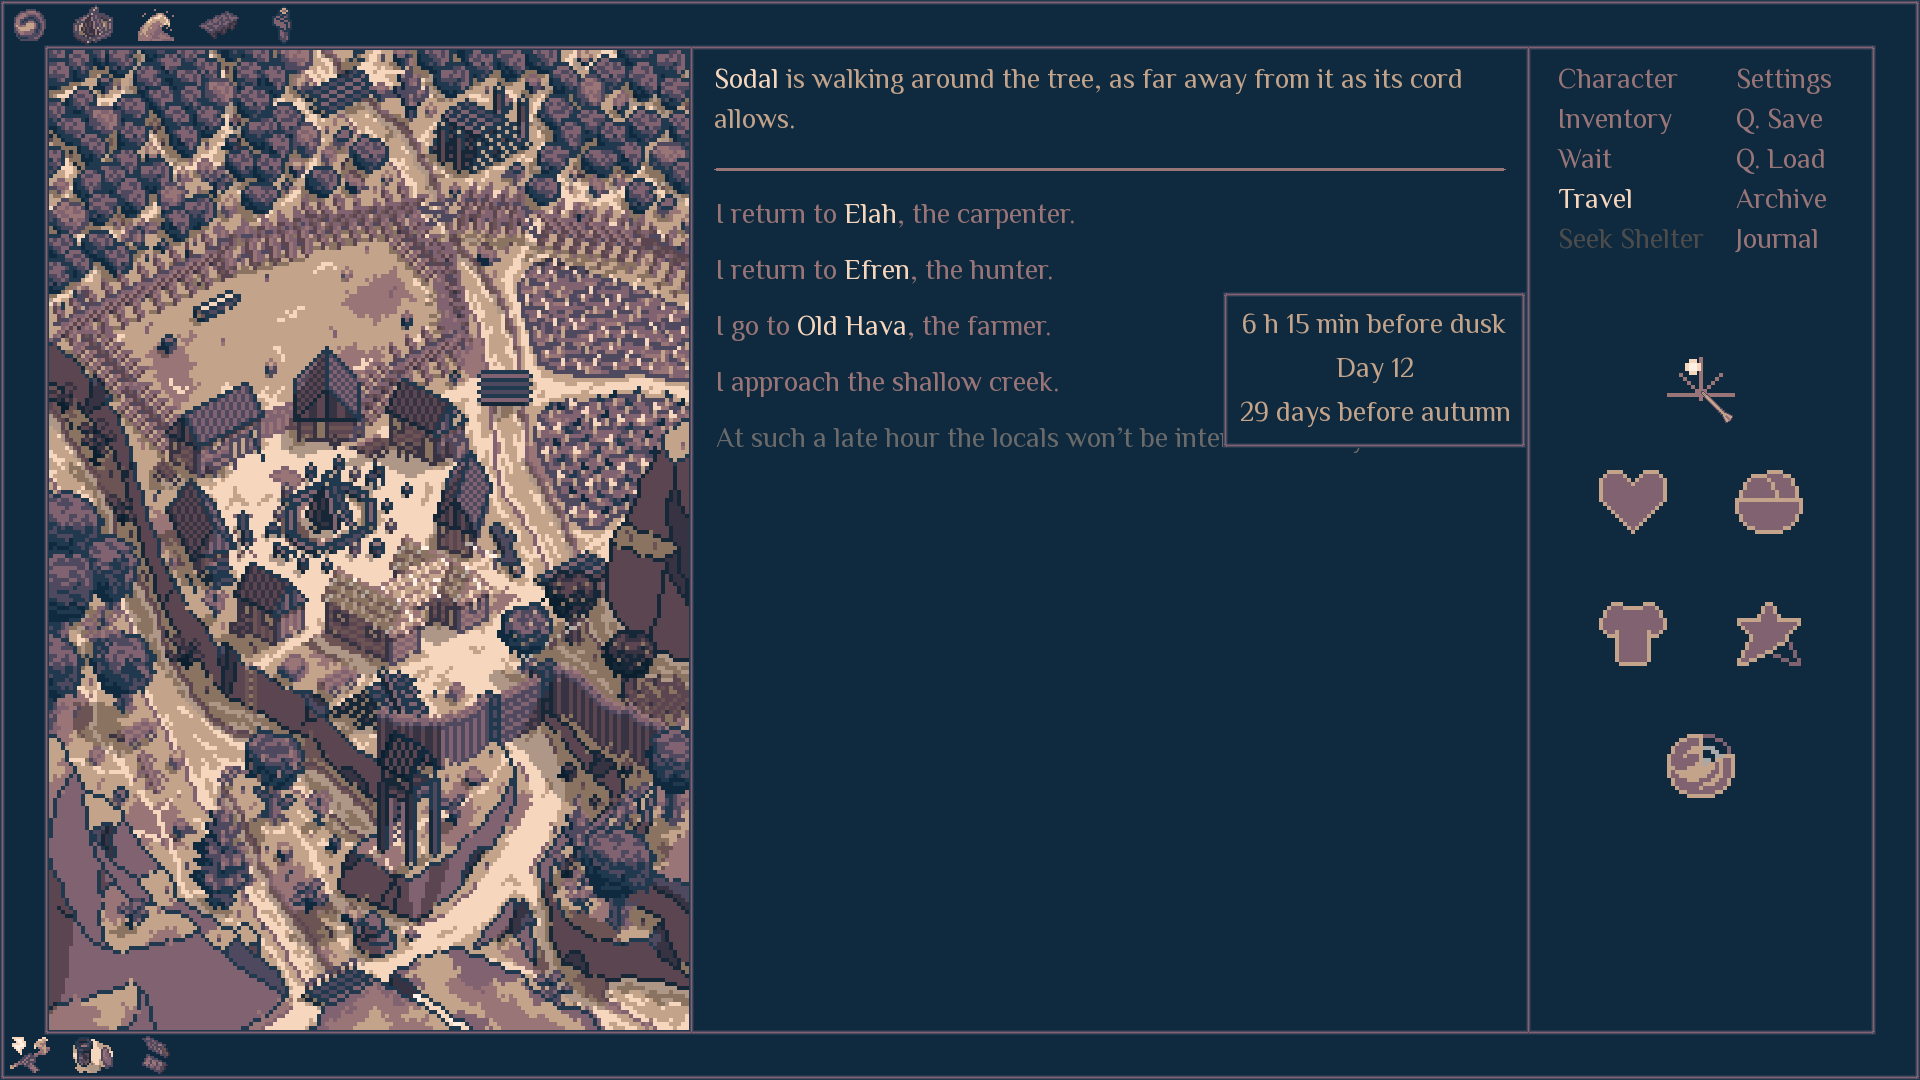 Sodal is walking around the tree, as far away from it as its cord
allows.
I return to Elah, the carpenter.
I return to Efren, the hunter.
I go to Old Hava, the farmer.
I approach the shallow creek.
At such a late hour the locals won't be
6 h 15 min before dusk
Day 12
29 days before autumn
Character
Inventory
Wait
Travel
Seek Shelter
Settings
Q. Save
Q. Load
Archive
Journal